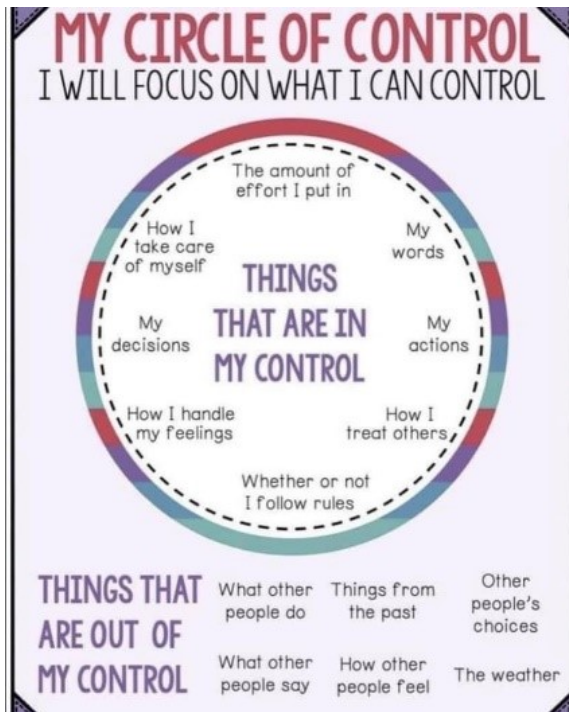 MY CIRCLE OF CONTROL
I WILL FOCUS ON WHAT I CAN CONTROL
The amount of
effort I put in
My
words
My
actions
How I
treat others
Whether or not
I follow rules
How I handle
my feelings
My
decisions
How I
take care
of myself
THINGS
THAT ARE IN
MY CONTROL
THINGS THAT
ARE OUT OF
MY CONTROL
What other
people do
Things from
the past
Other
people's
choices
What other
people say
How other
people feel
The weather